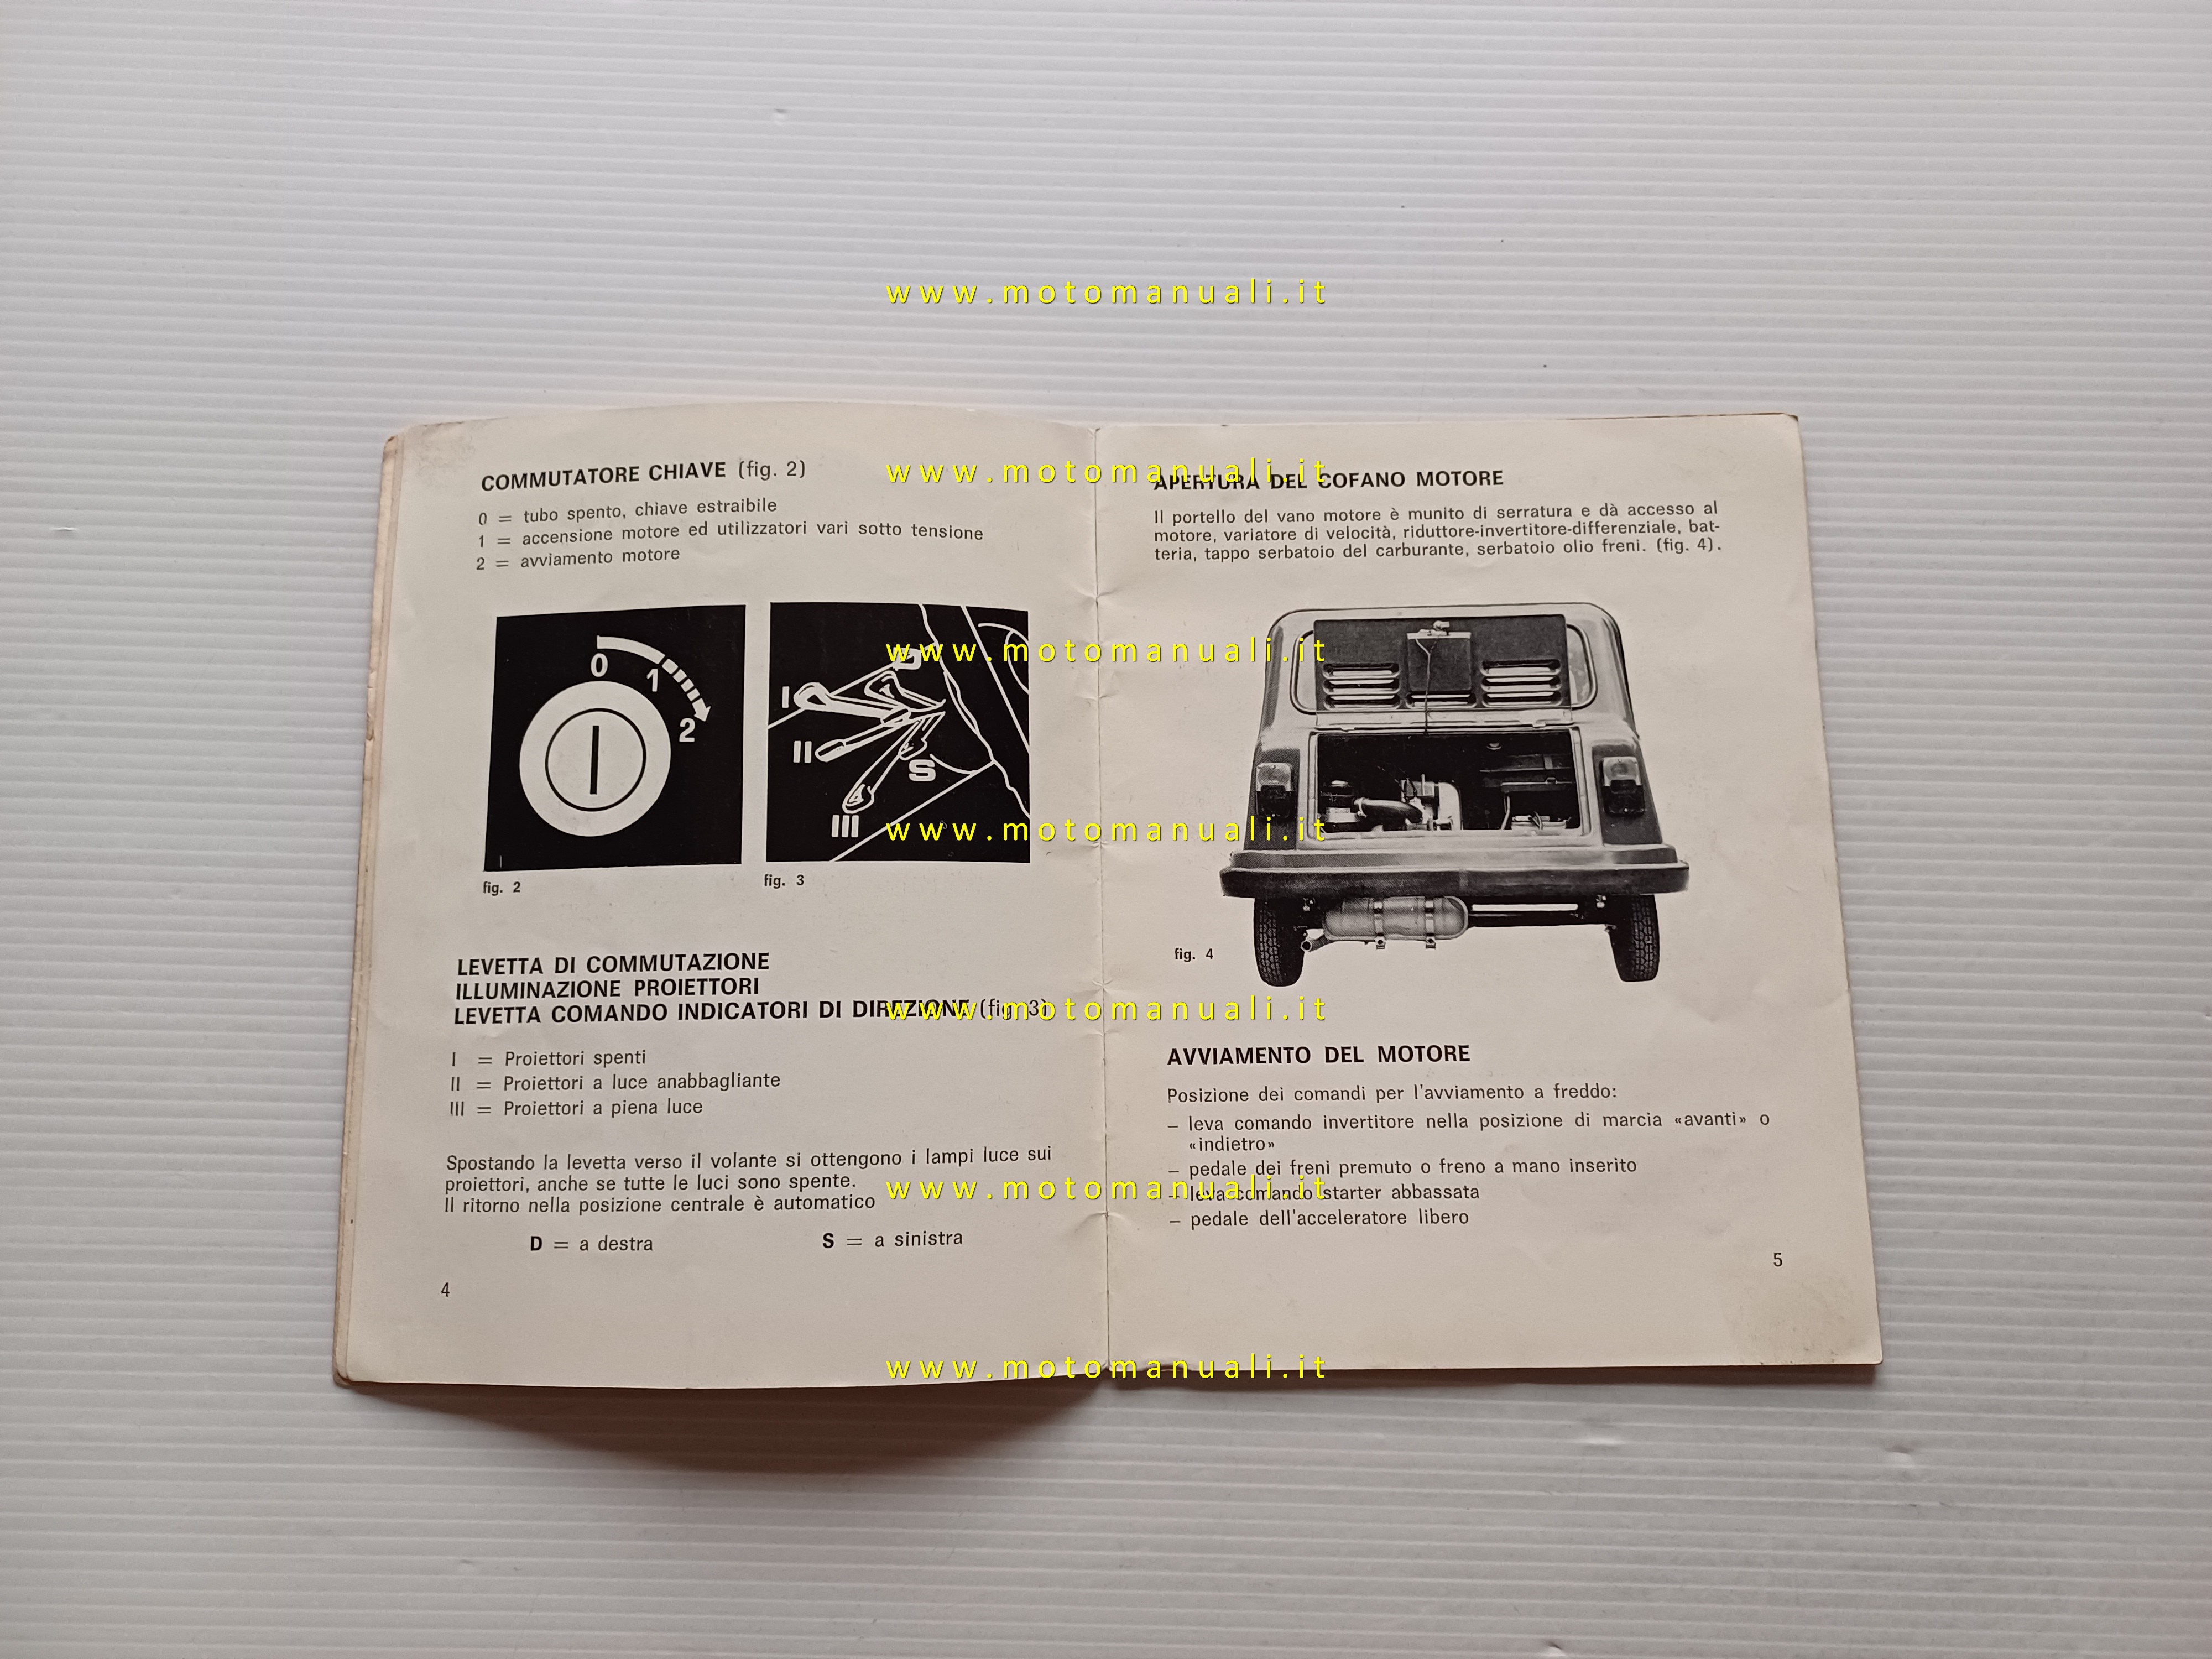 www.motomanuali.it
COMMUTATORE CHIAVE (fig. 2)
0 = tubo spento, chiave estraibile
1 = accensione motore ed utilizzatori vari sotto tensione
2 = avviamento motore
0
1
2
fig. 2
D
I
II
S
III
fig. 3
LEVETTA DI COMMUTAZIONE
ILLUMINAZIONE PROIETTORI
LEVETTA COMANDO INDICATORI DI DIREZIONE (fig. 3)
I = Proiettori spenti
II = Proiettori a luce anabbagliante
III = Proiettori a piena luce
Spostando la levetta verso il volante si ottengono i lampi luce sui
proiettori, anche se tutte le luci sono spente.
Il ritorno nella posizione centrale è automatico
D = a destra S = a sinistra
4
www.motomanuali.it
APERTURA DEL COFANO MOTORE
Il portello del vano motore è munito di serratura e dà accesso al
motore, variatore di velocità, riduttore-invertitore-differenziale, bat-
teria, tappo serbatoio del carburante, serbatoio olio freni. (fig. 4).
www.motomanuali.it
www.motomanuali.it
fig. 4
www.motomanuali.it
AVVIAMENTO DEL MOTORE
Posizione dei comandi per l'avviamento a freddo:
– leva comando invertitore nella posizione di marcia «avanti» o
«indietro»
– pedale dei freni premuto o freno a mano inserito
– leva comando starter abbassata
– pedale dell'acceleratore libero
www.motomanuali.it
5
www.motomanuali.it